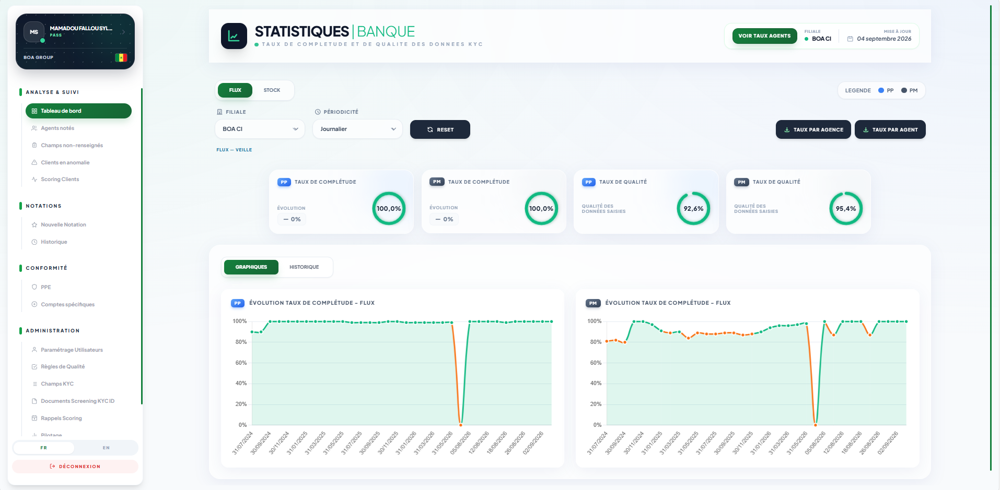 MS
MAMADOU FALLOU SYL...
PASS
BOA GROUP
ANALYSE & SUIVI
Tableau de bord
Agents notés
Champs non-renseignés
Clients en anomalie
Scoring Clients
NOTATIONS
Nouvelle Notation
Historique
CONFORMITÉ
PPE
Comptes spécifiques
ADMINISTRATION
Paramétrage Utilisateurs
Règles de Qualité
Champs KYC
Documents Screening KYC ID
Rappels Scoring
Pilotage
FR EN
DÉCONNEXION
STATISTIQUES | BANQUE
TAUX DE COMPLETUDE ET DE QUALITE DES DONNEES KYC
VOIR TAUX AGENTS
FILIALE
BOA CI
MISE À JOUR
04 septembre 2026
FLUX STOCK
LEGENDE PP PM
FILIALE
BOA CI
PÉRIODICITÉ
Journalier
RESET
TAUX PAR AGENCE
TAUX PAR AGENT
FLUX — VEILLE
PP TAUX DE COMPLÉTUDE
ÉVOLUTION
— 0%
100,0%
PM TAUX DE COMPLÉTUDE
ÉVOLUTION
— 0%
100,0%
PP TAUX DE QUALITÉ
QUALITÉ DES
DONNÉES SAISIES
92,6%
PM TAUX DE QUALITÉ
QUALITÉ DES
DONNÉES SAISIES
95,4%
GRAPHIQUES HISTORIQUE
PP ÉVOLUTION TAUX DE COMPLÉTUDE - FLUX
100%
80%
60%
40%
20%
0%
31/07/2024
30/09/2024
30/11/2024
31/01/2025
31/03/2025
31/05/2025
31/07/2025
30/09/2025
30/11/2025
31/01/2026
31/03/2026
31/05/2026
05/08/2026
12/08/2026
18/08/2026
26/08/2026
02/09/2026
PM ÉVOLUTION TAUX DE COMPLÉTUDE - FLUX
100%
80%
60%
40%
20%
0%
31/07/2024
30/09/2024
30/11/2024
31/01/2025
31/03/2025
31/05/2025
31/07/2025
30/09/2025
30/11/2025
31/01/2026
31/03/2026
31/05/2026
05/08/2026
12/08/2026
18/08/2026
26/08/2026
02/09/2026